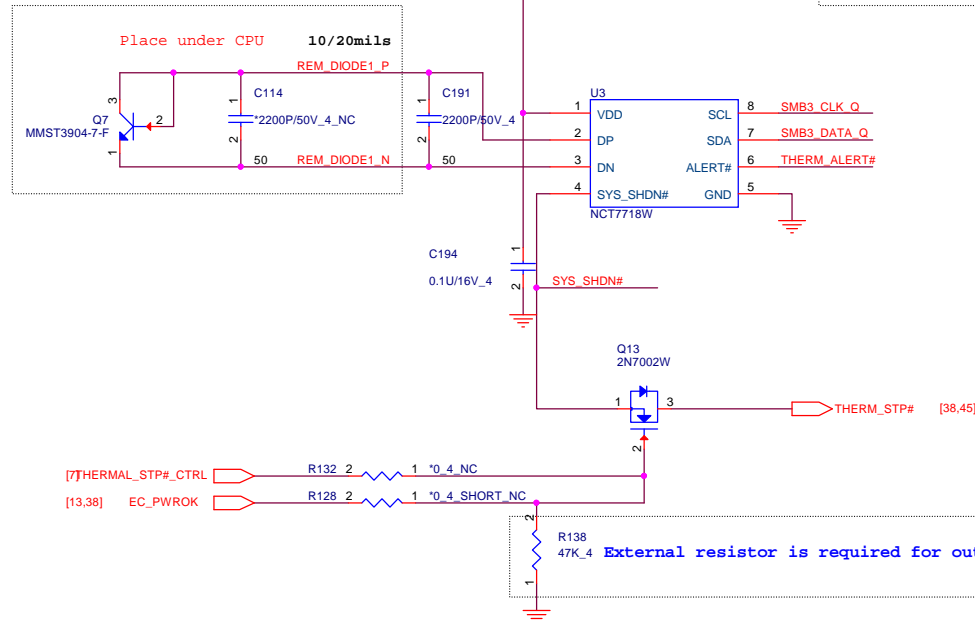 Place under CPU 10/20mils
REM_DIODE1_P
3
C114
C191
U3
1
1
Q7
2
*2200P/50V_4_NC
2200P/50V_4
MMST3904-7-F
2
2
1
50
REM_DIODE1_N
50
1 VDD SCL 8 SMB3_CLK_Q
2 DP SDA 7 SMB3_DATA_Q
3 DN ALERT# 6 THERM_ALERT#
4 SYS_SHDN# GND 5
NCT7718W
C194
1
0.1U/16V_4
2
SYS_SHDN#
Q13
2N7002W
1
3
THERM_STP# [38,45]
2
[7] THERMAL_STP#_CTRL R132 2 1 *0_4_NC
[13,38] EC_PWROK R128 2 1 *0_4_SHORT_NC
2
R138
47K_4 External resistor is required for out
1